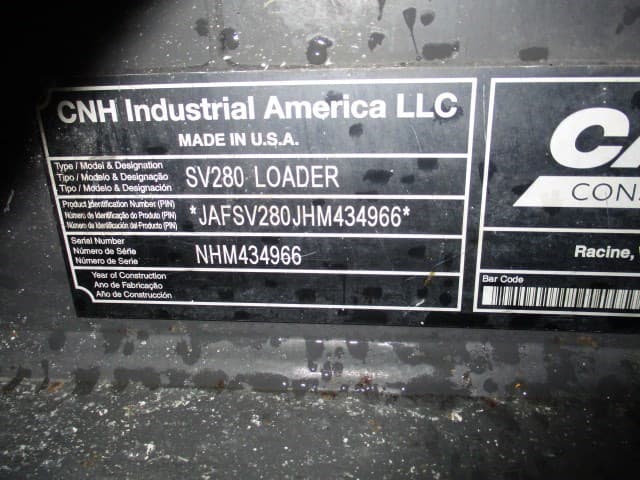 CNH Industrial America LLC
MADE IN U.S.A.
Type / Model & Designation
Tipo / Modelo & Designação
Tipo / Modelo & Designación
SV280 LOADER
Product Identification Number (PIN)
Número de Identificação do Produto (PIN)
Número de Identificación del Producto (PIN)
*JAFSV280JHM434966*
Serial Number
Número de Série
Número de Serie
NHM434966
Year of Construction
Ano de Fabricação
Año de Construcción
CA
CONS
Racine,
Bar Code